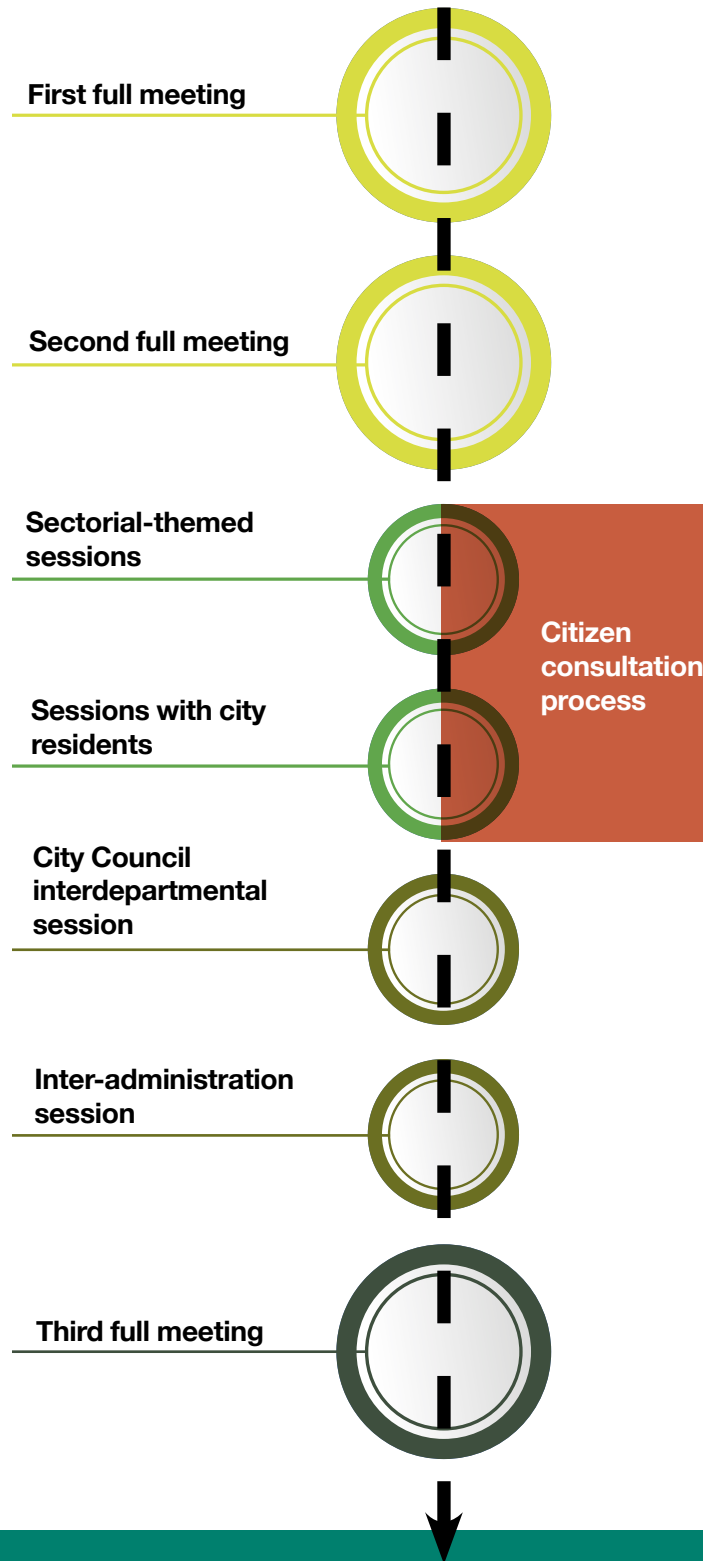 First full meeting
Second full meeting
Sectorial-themed
sessions
Citizen
consultation
process
Sessions with city
residents
City Council
interdepartmental
session
Inter-administration
session
Third full meeting